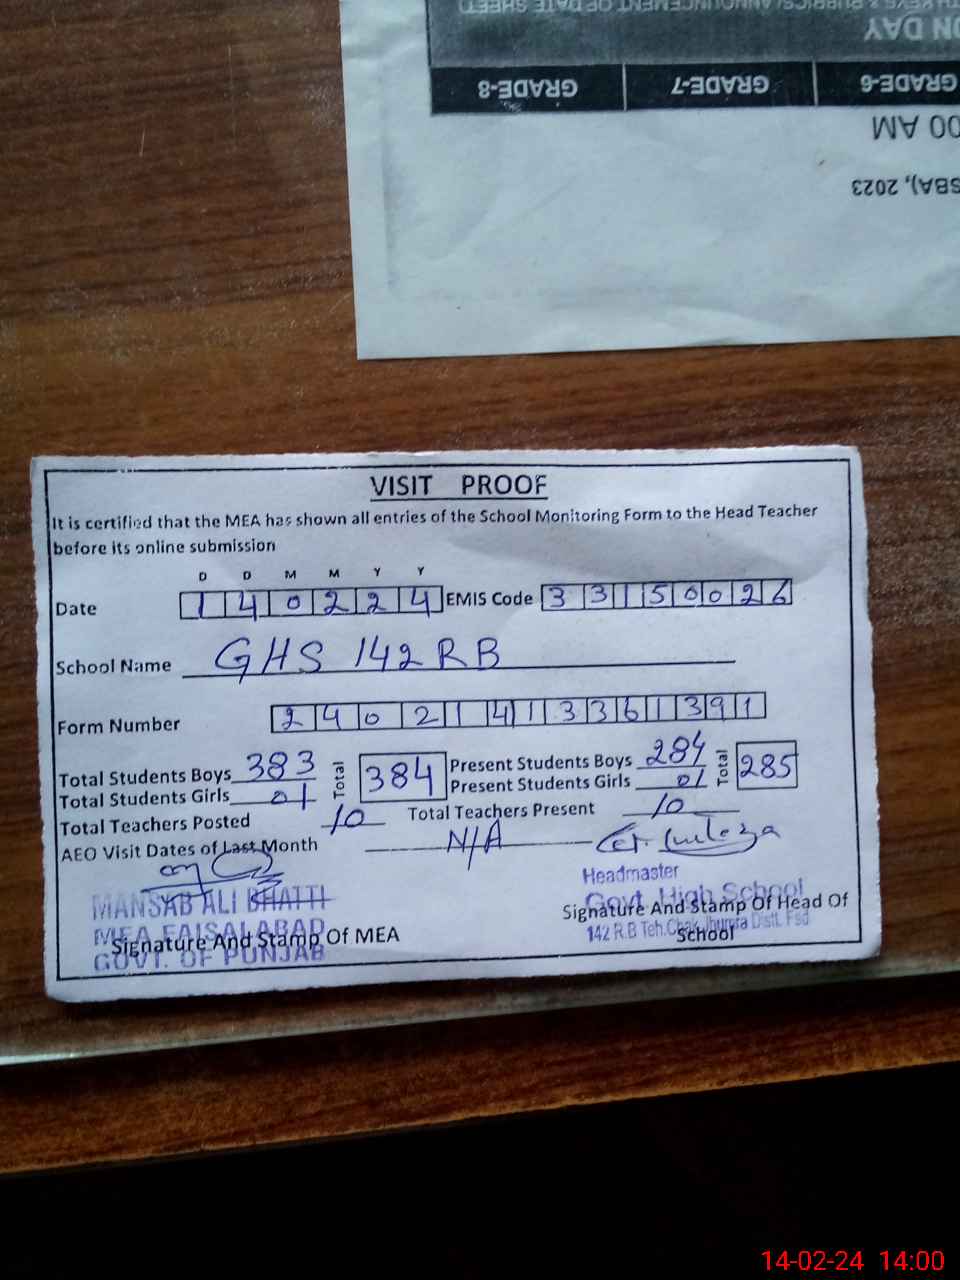 TH KEYS & RUBRICS/ ANNOUNCEMENT OF DATE SHEET)
ON DAY
GRADE-6 GRADE-7 GRADE-8
00 AM
SBA), 2023
VISIT PROOF
It is certified that the MEA has shown all entries of the School Monitoring Form to the Head Teacher
before its online submission
D D M M Y Y
Date 1 4 0 2 2 4 EMIS Code 3 3 1 5 0 0 2 6
School Name GHS 142 RB
Form Number 2 4 0 2 1 4 1 3 3 6 1 3 9 1
Total Students Boys 383 Total 384 Present Students Boys 284 Total 285
Total Students Girls 01 Present Students Girls 01
Total Teachers Posted 10 Total Teachers Present 10
AEO Visit Dates of Last Month N/A
MANSAB ALI BHATTI
MEA FAISALABAD
GOVT. OF PUNJAB
Signature And Stamp Of MEA
Headmaster
Govt. High School
142 R.B Teh.Chak Jhumra Distt. Fsd
Signature And Stamp Of Head Of
School
14-02-24 14:00